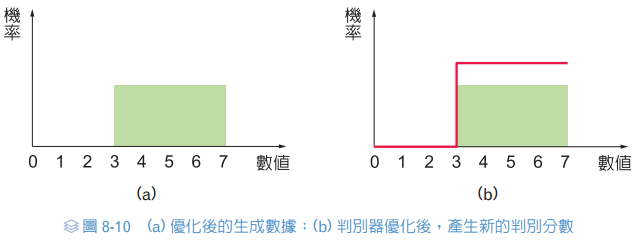 機率
0 1 2 3 4 5 6 7 數值
(a)
機率
0 1 2 3 4 5 6 7 數值
(b)
圖 8-10 (a) 優化後的生成數據；(b) 判別器優化後，產生新的判別分數